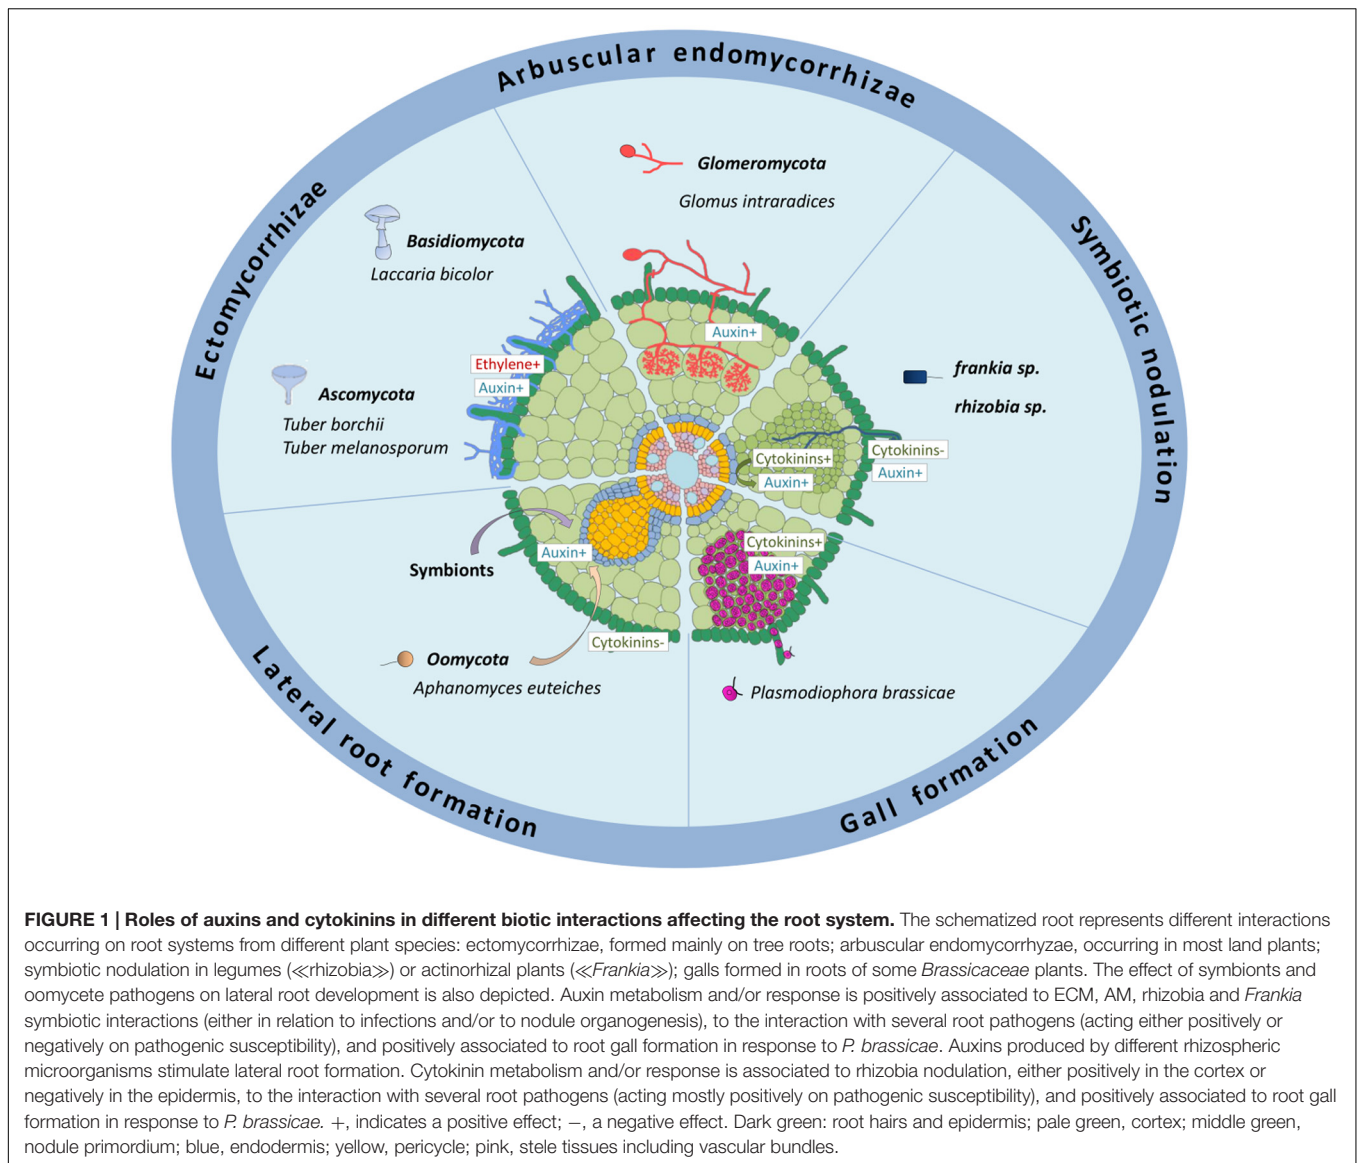 Arbuscular endomycorrhizae
Ectomycorrhizae
Symbiotic nodulation
Lateral root formation
Gall formation
Glomeromycota
Glomus intraradices
Basidiomycota
Laccaria bicolor
Ascomycota
Tuber borchii
Tuber melanosporum
Ethylene+
Auxin+
Auxin+
frankia sp.
rhizobia sp.
Cytokinins+
Auxin+
Cytokinins-
Auxin+
Symbionts
Auxin+
Cytokinins-
Oomycota
Aphanomyces euteiches
Cytokinins+
Auxin+
Plasmodiophora brassicae
FIGURE 1 | Roles of auxins and cytokinins in different biotic interactions affecting the root system. The schematized root represents different interactions
occurring on root systems from different plant species: ectomycorrhizae, formed mainly on tree roots; arbuscular endomycorrhyzae, occurring in most land plants;
symbiotic nodulation in legumes (≪rhizobia≫) or actinorhizal plants (≪Frankia≫); galls formed in roots of some Brassicaceae plants. The effect of symbionts and
oomycete pathogens on lateral root development is also depicted. Auxin metabolism and/or response is positively associated to ECM, AM, rhizobia and Frankia
symbiotic interactions (either in relation to infections and/or to nodule organogenesis), to the interaction with several root pathogens (acting either positively or
negatively on pathogenic susceptibility), and positively associated to root gall formation in response to P. brassicae. Auxins produced by different rhizospheric
microorganisms stimulate lateral root formation. Cytokinin metabolism and/or response is associated to rhizobia nodulation, either positively in the cortex or
negatively in the epidermis, to the interaction with several root pathogens (acting mostly positively on pathogenic susceptibility), and positively associated to root gall
formation in response to P. brassicae. +, indicates a positive effect; −, a negative effect. Dark green: root hairs and epidermis; pale green, cortex; middle green,
nodule primordium; blue, endodermis; yellow, pericycle; pink, stele tissues including vascular bundles.